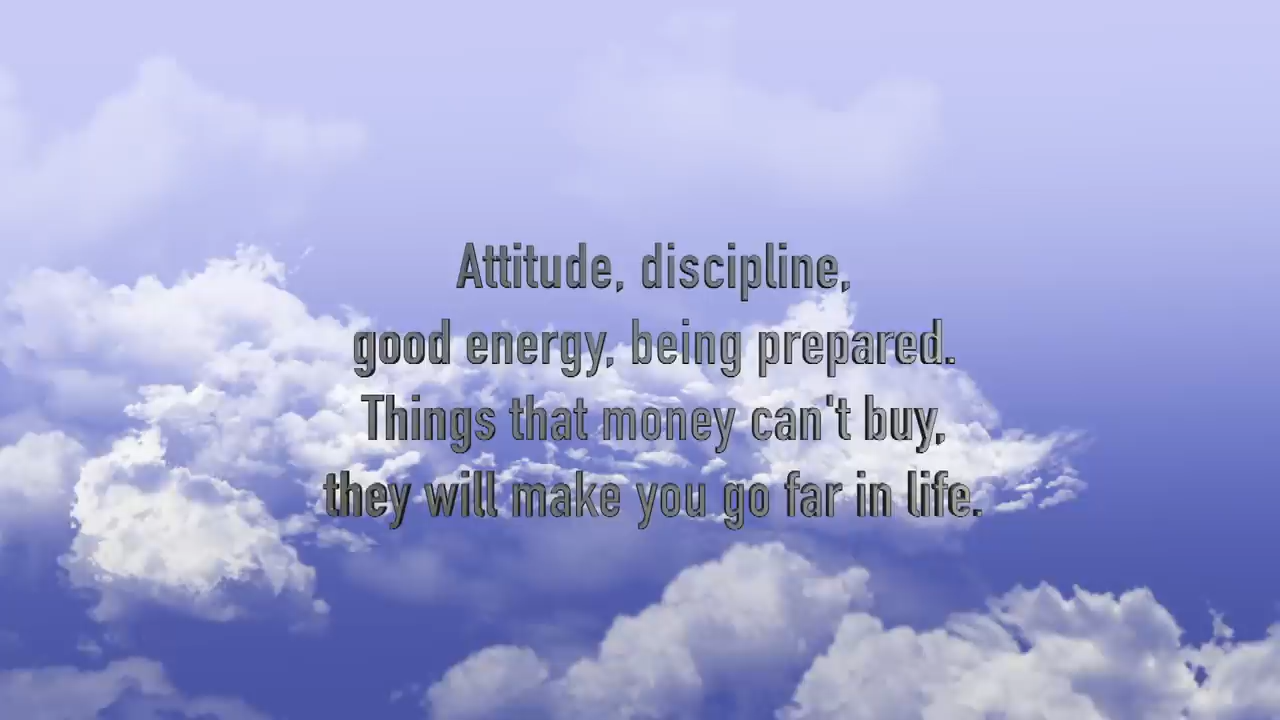 Attitude, discipline,
good energy, being prepared.
Things that money can't buy,
they will make you go far in life.